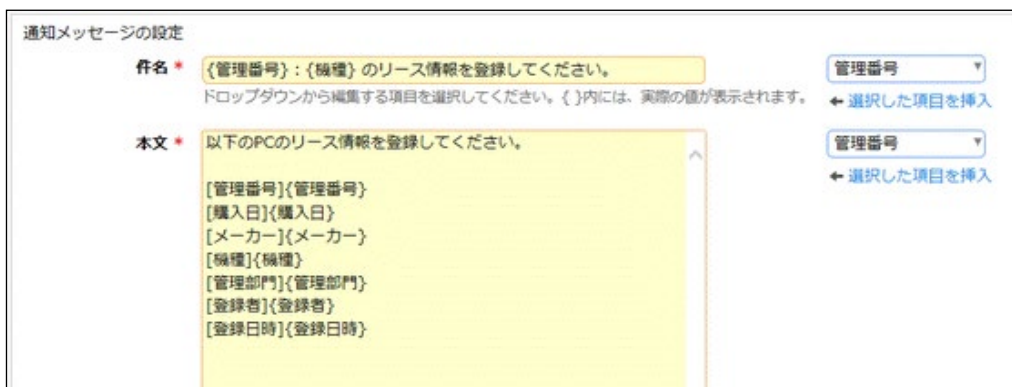 通知メッセージの設定
件名 * {管理番号}：{機種} のリース情報を登録してください。 管理番号
ドロップダウンから編集する項目を選択してください。{ }内には、実際の値が表示されます。 ←選択した項目を挿入
本文 * 以下のPCのリース情報を登録してください。 管理番号
←選択した項目を挿入
[管理番号]{管理番号}
[購入日]{購入日}
[メーカー]{メーカー}
[機種]{機種}
[管理部門]{管理部門}
[登録者]{登録者}
[登録日時]{登録日時}